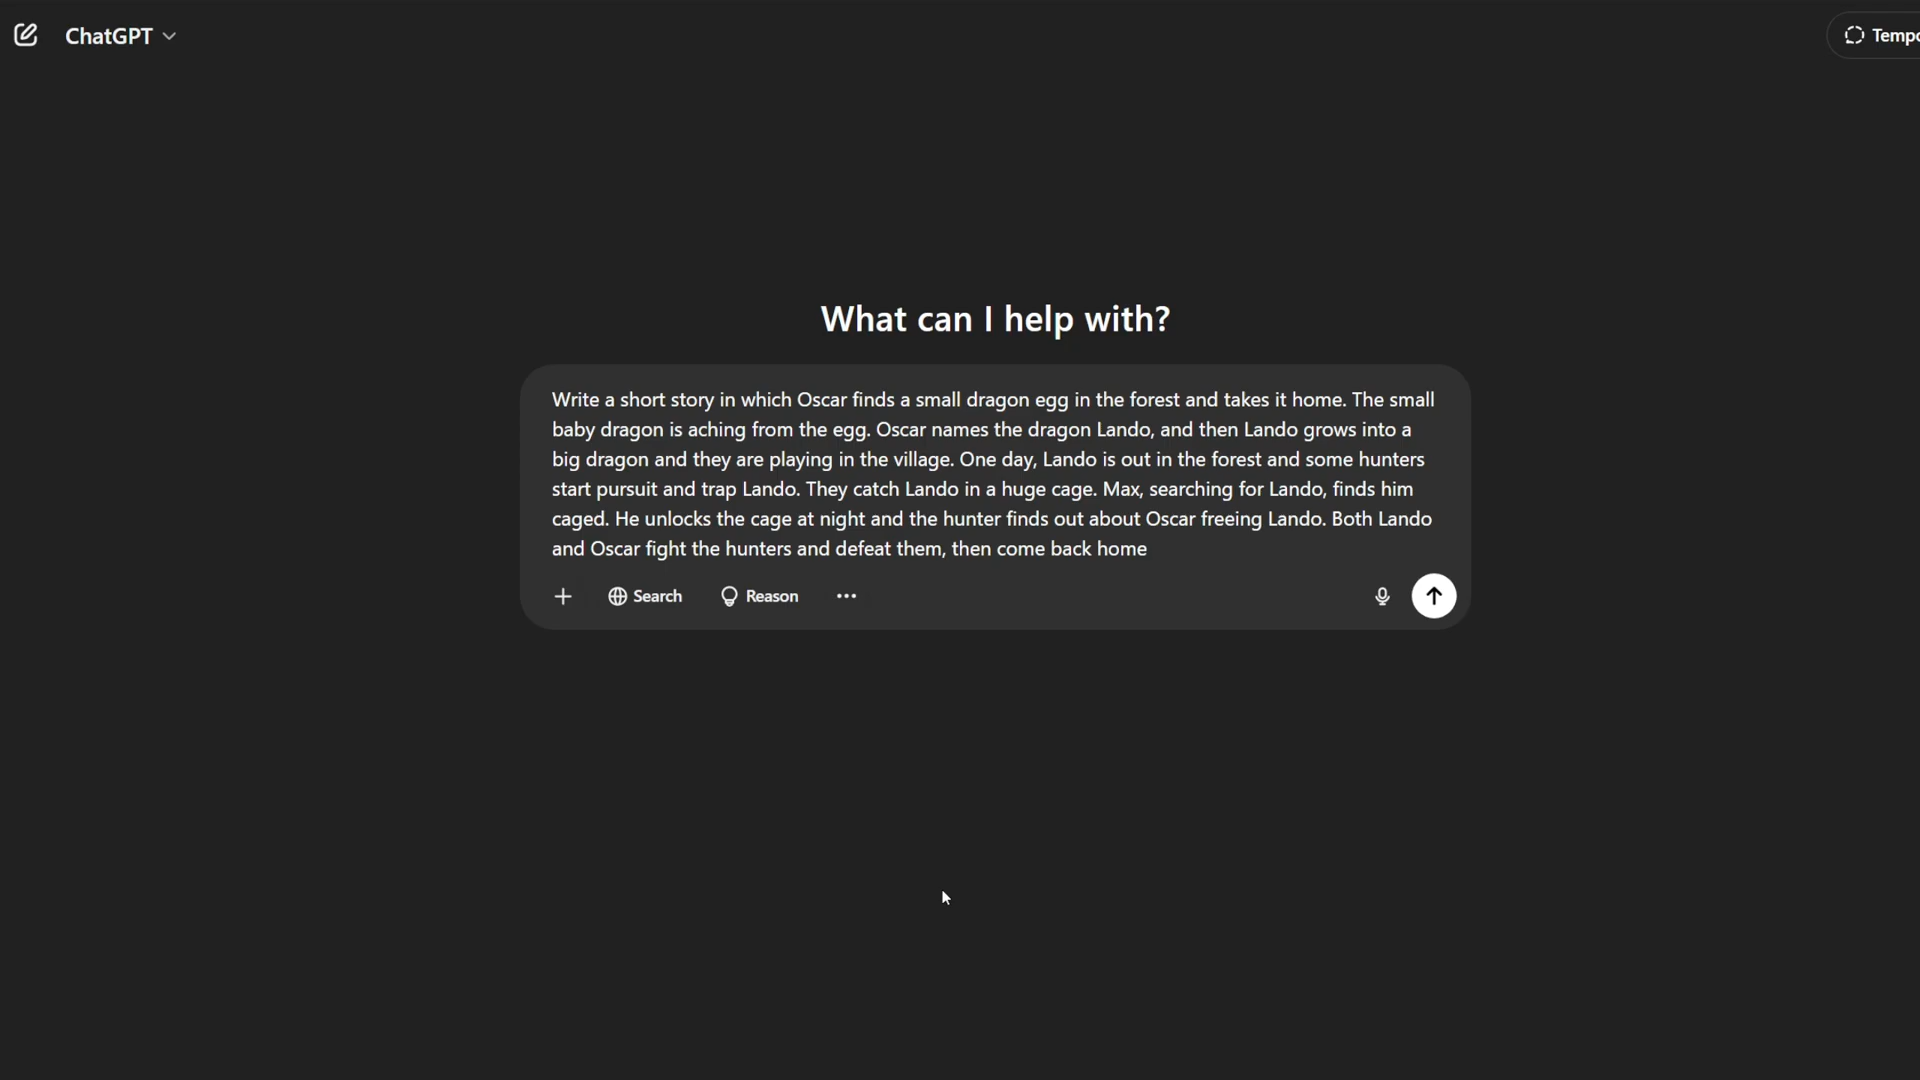 ChatGPT
Tempo
What can I help with?
Write a short story in which Oscar finds a small dragon egg in the forest and takes it home. The small
baby dragon is aching from the egg. Oscar names the dragon Lando, and then Lando grows into a
big dragon and they are playing in the village. One day, Lando is out in the forest and some hunters
start pursuit and trap Lando. They catch Lando in a huge cage. Max, searching for Lando, finds him
caged. He unlocks the cage at night and the hunter finds out about Oscar freeing Lando. Both Lando
and Oscar fight the hunters and defeat them, then come back home
Search Reason